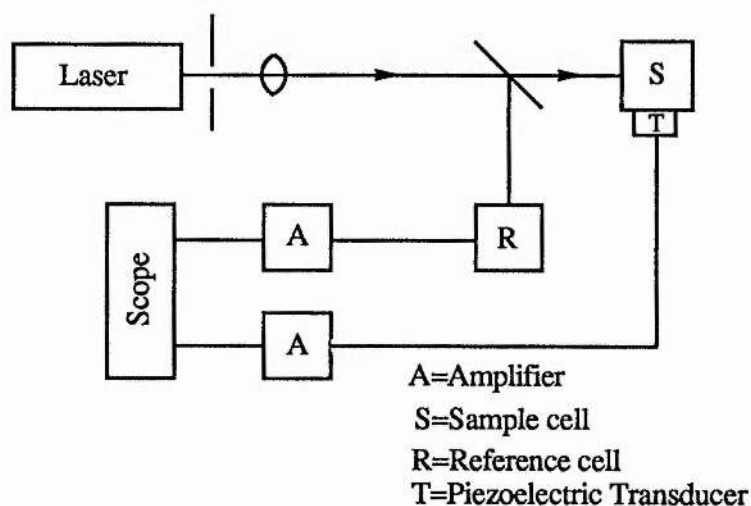 Laser
S
T
A
R
Scope
A
A=Amplifier
S=Sample cell
R=Reference cell
T=Piezoelectric Transducer